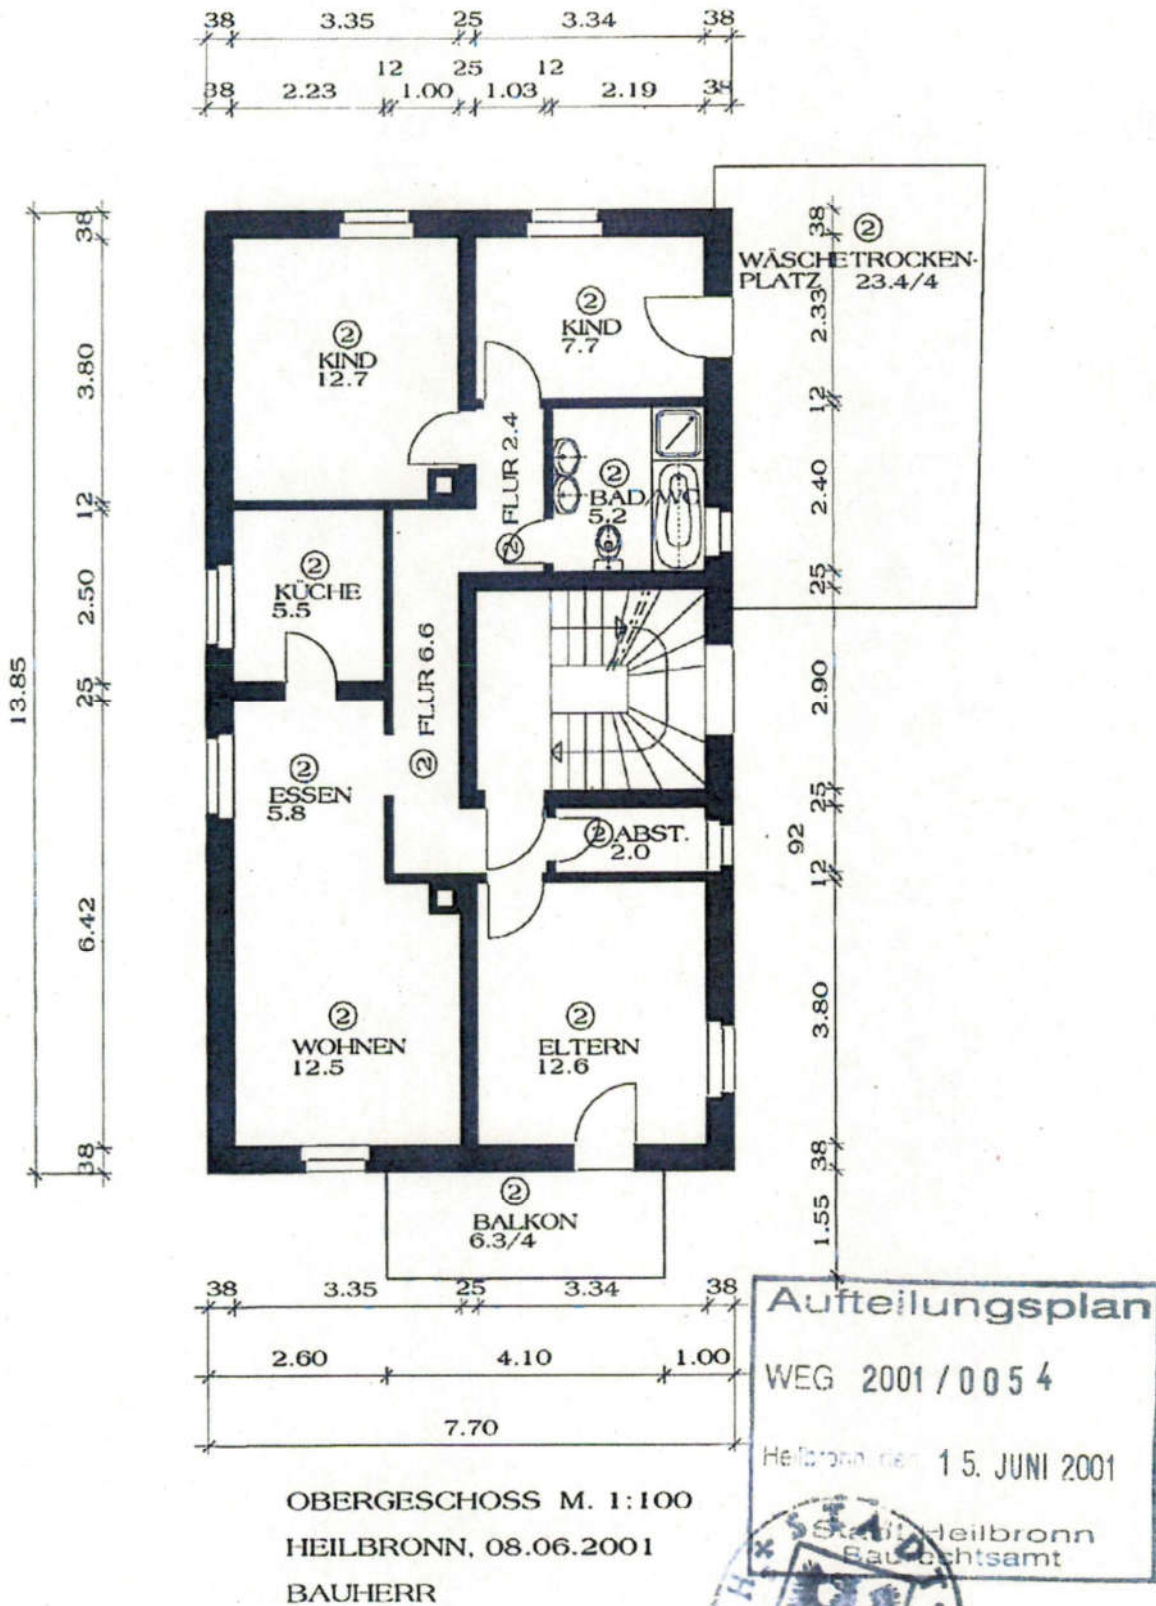 38 3.35 25 3.34 38
12 25 12
38 2.23 1.00 1.03 2.19 38
13.85
38
3.80
12
2.50
25
6.42
38
②
WÄSCHETROCKEN-
PLATZ 23.4/4
②
KIND
12.7
②
KIND
7.7
② FLUR 2.4
②
BAD/WC
5.2
②
KÜCHE
5.5
② FLUR 6.6
②
ESSEN
5.8
② ABST.
2.0
②
WOHNEN
12.5
②
ELTERN
12.6
②
BALKON
6.3/4
38
2.33
12
2.40
25
2.90
25
92
12
3.80
38
1.55
38 3.35 25 3.34 38
2.60 4.10 1.00
7.70
OBERGESCHOSS M. 1:100
HEILBRONN, 08.06.2001
BAUHERR
Aufteilungsplan
WEG 2001/0054
Heilbronn, den 15. JUNI 2001
Stadt Heilbronn
Baurechtsamt
STADT